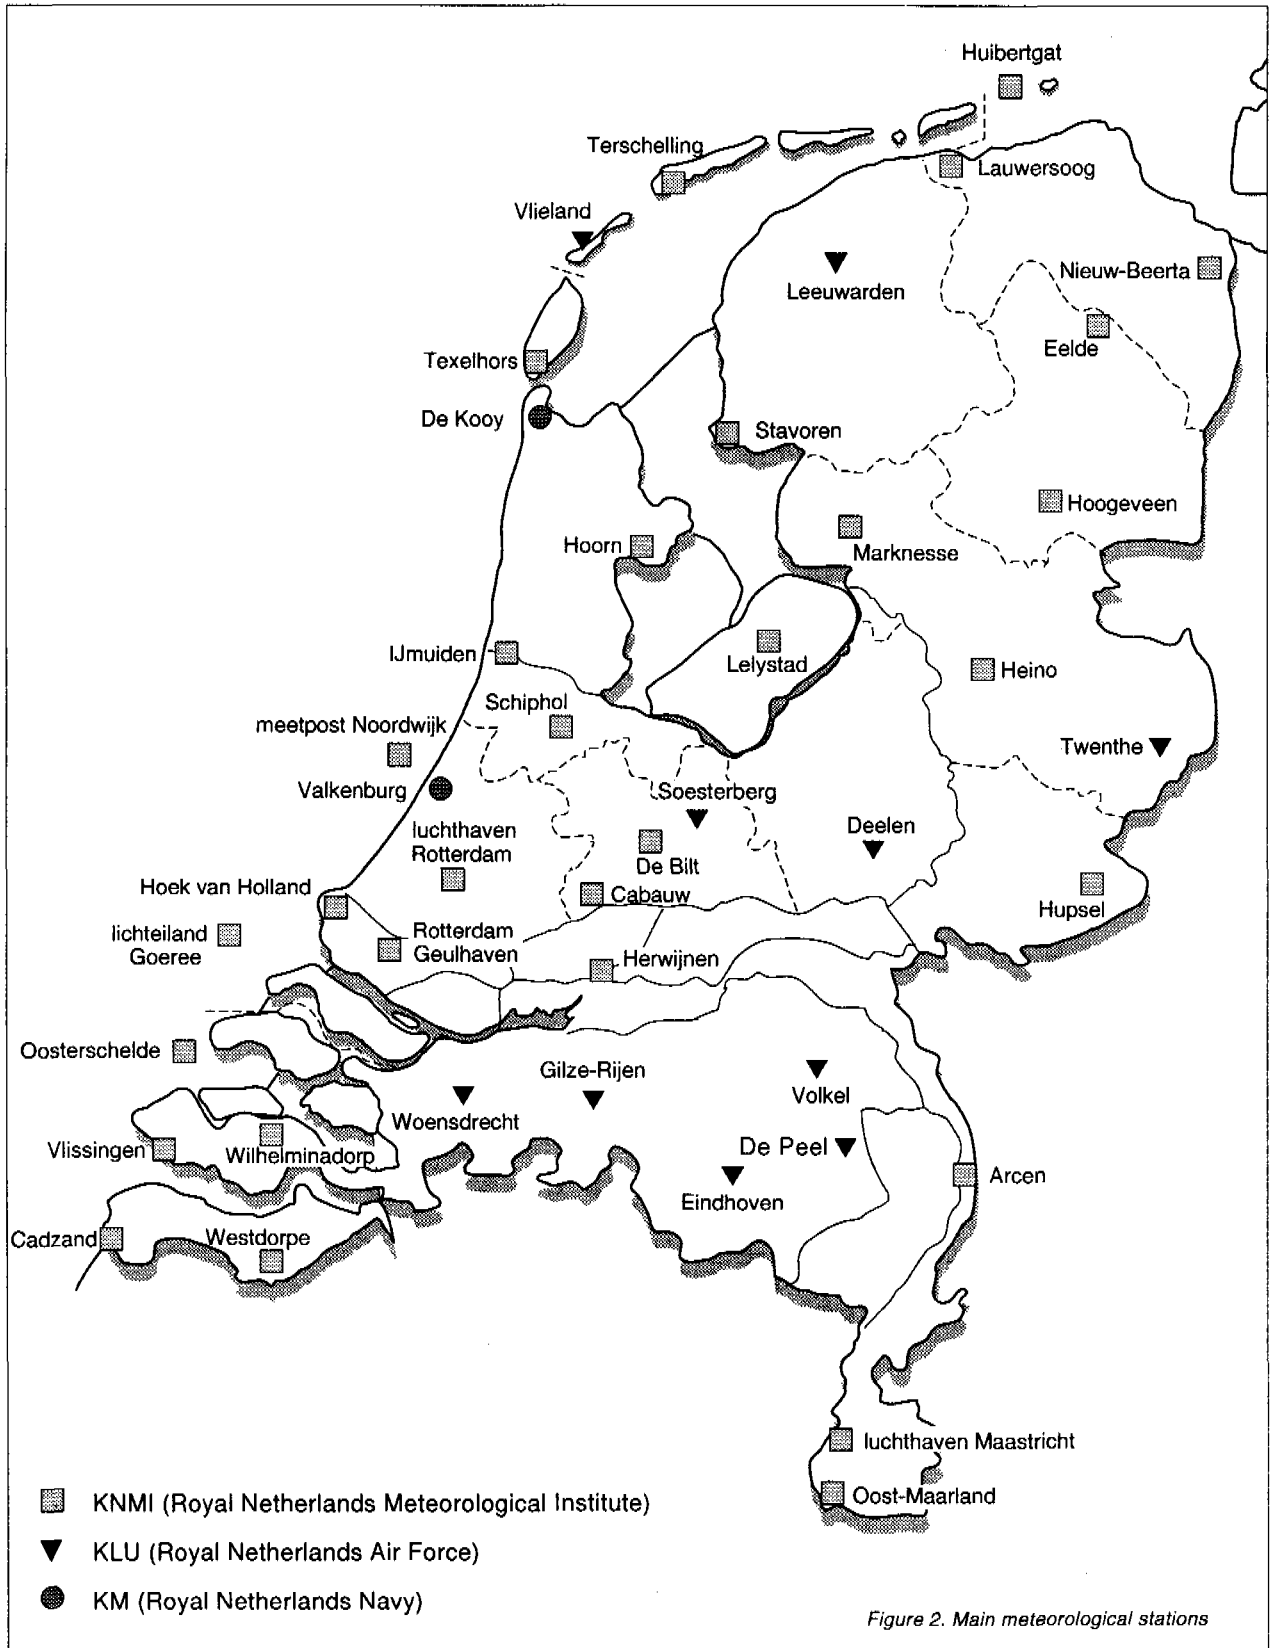 Huibertgat
Terschelling
Lauwersoog
Vlieland
Nieuw-Beerta
Leeuwarden
Eelde
Texelhors
De Kooy
Stavoren
Hoogeveen
Hoorn
Marknesse
IJmuiden
Lelystad
Heino
Schiphol
meetpost Noordwijk
Twenthe
Valkenburg
Soesterberg
luchthaven
Rotterdam
Deelen
De Bilt
Hoek van Holland
Cabauw
Hupsel
lichteiland
Goeree
Rotterdam
Geulhaven
Herwijnen
Oosterschelde
Gilze-Rijen
Volkel
Woensdrecht
Vlissingen
Wilhelminadorp
De Peel
Arcen
Eindhoven
Cadzand
Westdorpe
luchthaven Maastricht
Oost-Maarland
KNMI (Royal Netherlands Meteorological Institute)
KLU (Royal Netherlands Air Force)
KM (Royal Netherlands Navy)
Figure 2. Main meteorological stations